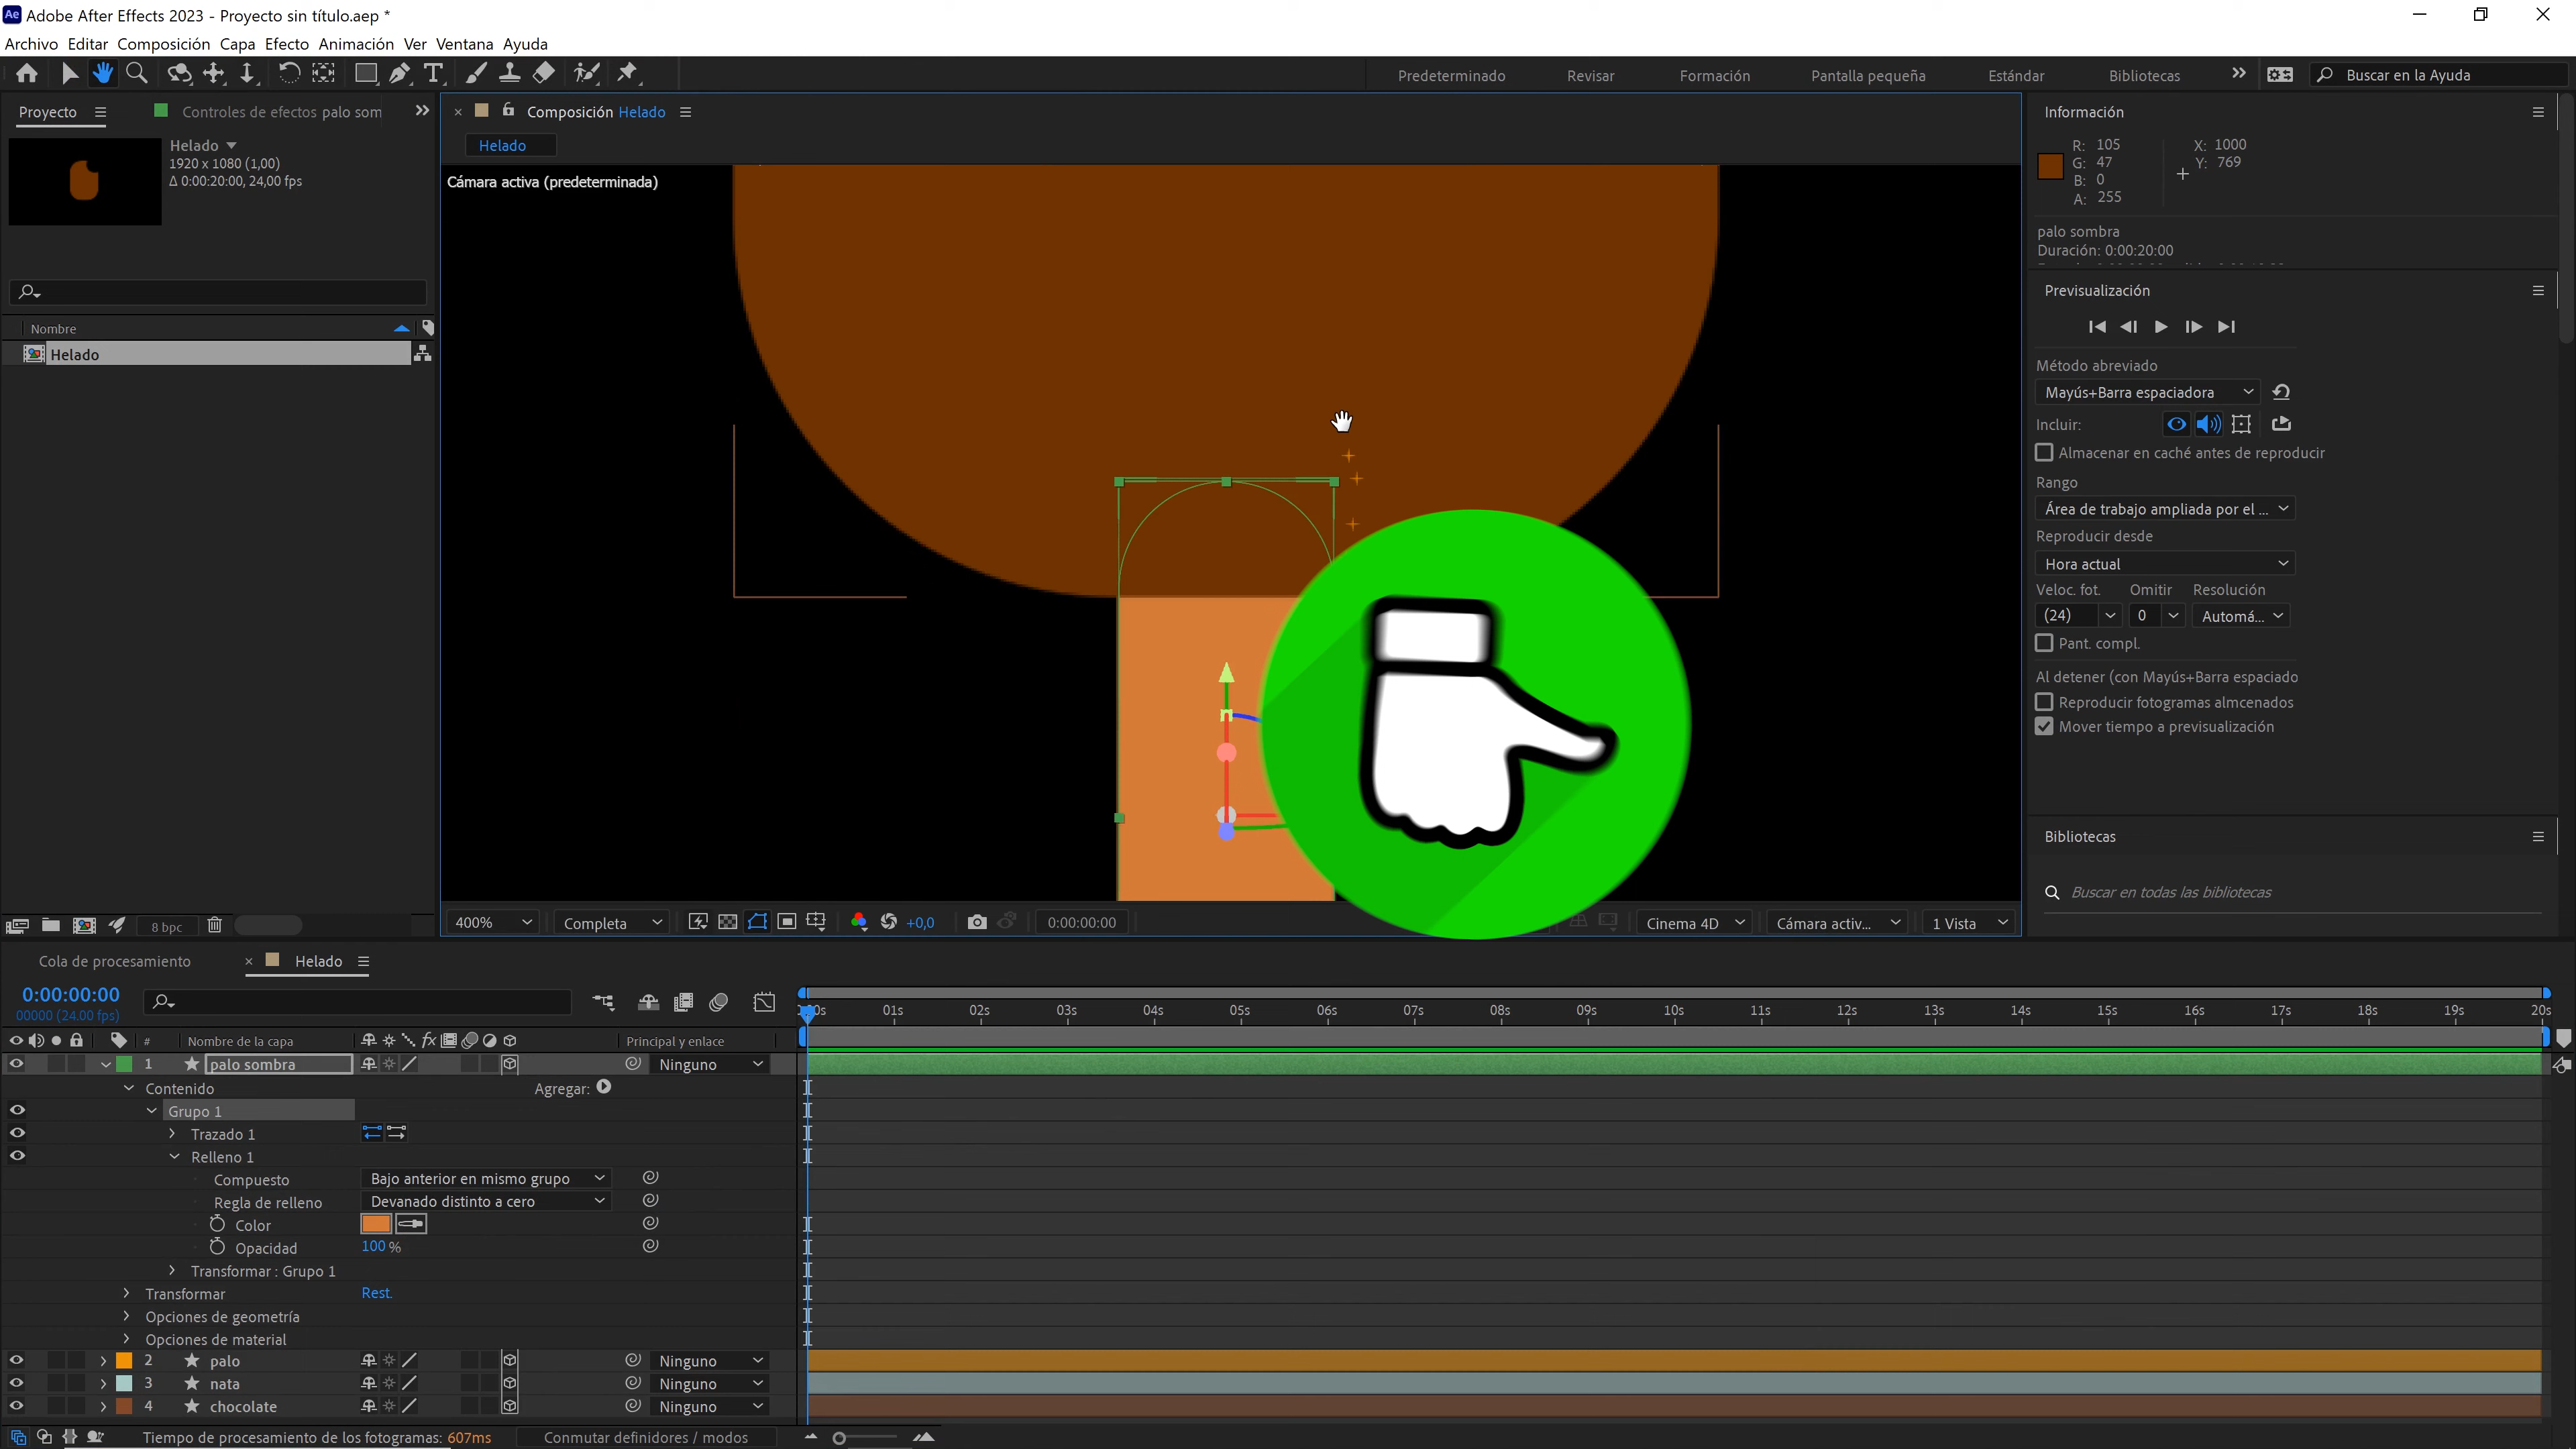 Adobe After Effects 2023 - Proyecto sin título.aep *
Archivo Editar Composición Capa Efecto Animación Ver Ventana Ayuda
Predeterminado Revisar Formación Pantalla pequeña Estándar Bibliotecas Buscar en la Ayuda
Proyecto Controles de efectos palo som
Composición Helado
Helado
Helado
1920 x 1080 (1,00)
Δ 0:00:20:00, 24,00 fps
Cámara activa (predeterminada)
Nombre
Helado
8 bpc
400% Completa +0,0 0:00:00:00 Cinema 4D Cámara activ... 1 Vista
Información
R: 105 X: 1000
G: 47 Y: 769
B: 0
A: 255
palo sombra
Duración: 0:00:20:00
Previsualización
Método abreviado
Mayús+Barra espaciadora
Incluir:
Almacenar en caché antes de reproducir
Rango
Área de trabajo ampliada por el ...
Reproducir desde
Hora actual
Veloc. fot. Omitir Resolución
(24) 0 Automá...
Pant. compl.
Al detener (con Mayús+Barra espaciado
Reproducir fotogramas almcenados
Mover tiempo a previsualización
Bibliotecas
Buscar en todas las bibliotecas
Cola de procesamiento Helado
0:00:00:00
00000 (24.00 fps)
0s 01s 02s 03s 04s 05s 06s 07s 08s 09s 10s 11s 12s 13s 14s 15s 16s 17s 18s 19s 20s
# Nombre de la capa fx Principal y enlace
1 palo sombra Ninguno
Contenido Agregar:
Grupo 1
Trazado 1
Relleno 1
Compuesto Bajo anterior en mismo grupo
Regla de relleno Devanado distinto a cero
Color
Opacidad 100 %
Transformar : Grupo 1
Transformar Rest.
Opciones de geometría
Opciones de material
2 palo Ninguno
3 nata Ninguno
4 chocolate Ninguno
Tiempo de procesamiento de los fotogramas: 607ms Conmutar definidores / modos